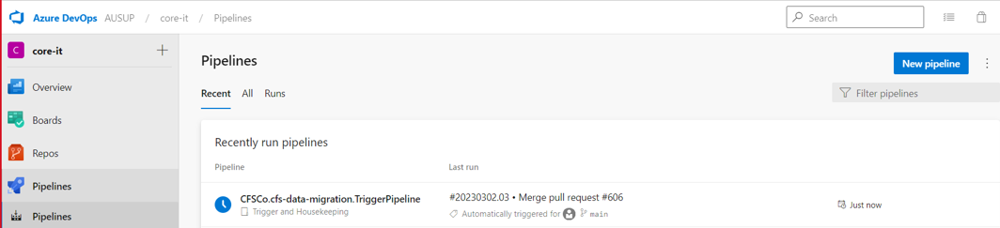 Azure DevOps AUSUP / core-it / Pipelines
Search
C core-it
Overview
Boards
Repos
Pipelines
Pipelines
Pipelines
New pipeline
Recent All Runs
Filter pipelines
Recently run pipelines
Pipeline Last run
CFSCo.cfs-data-migration.TriggerPipeline
Trigger and Housekeeping
#20230302.03 • Merge pull request #606
Automatically triggered for main
Just now